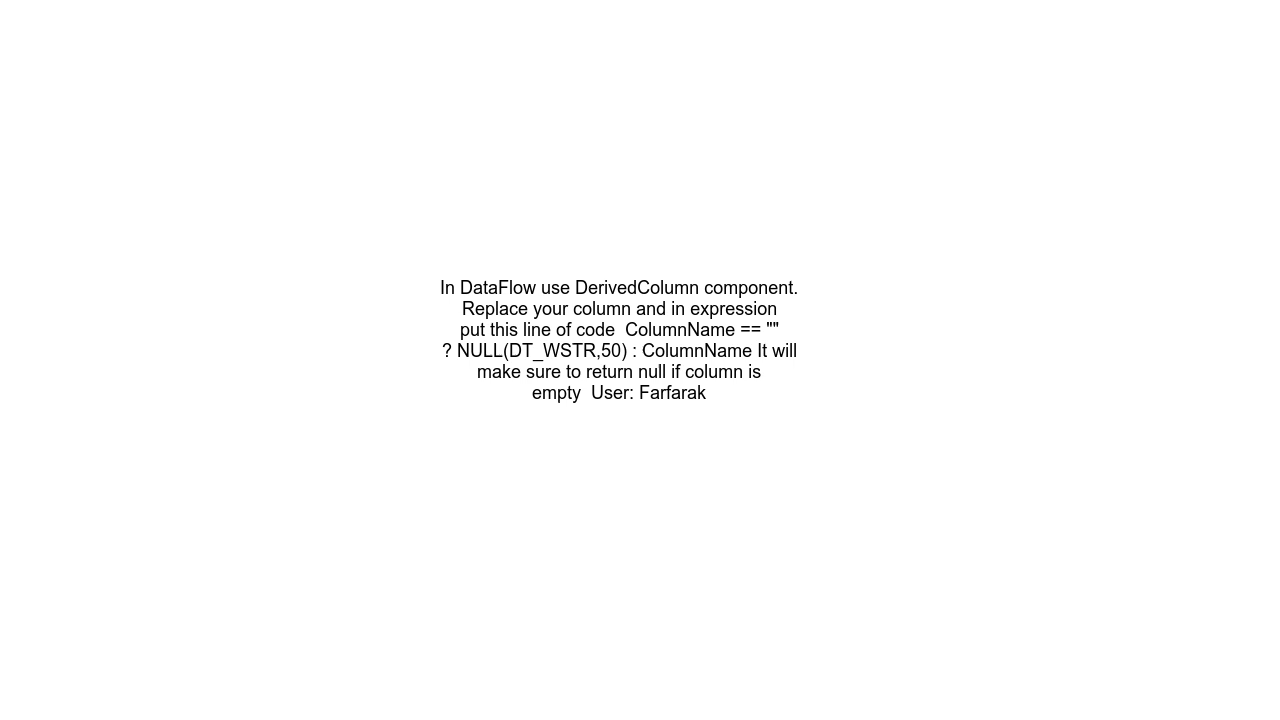 In DataFlow use DerivedColumn component.
Replace your column and in expression
put this line of code  ColumnName == ""
? NULL(DT_WSTR,50) : ColumnName It will
make sure to return null if column is
empty  User: Farfarak